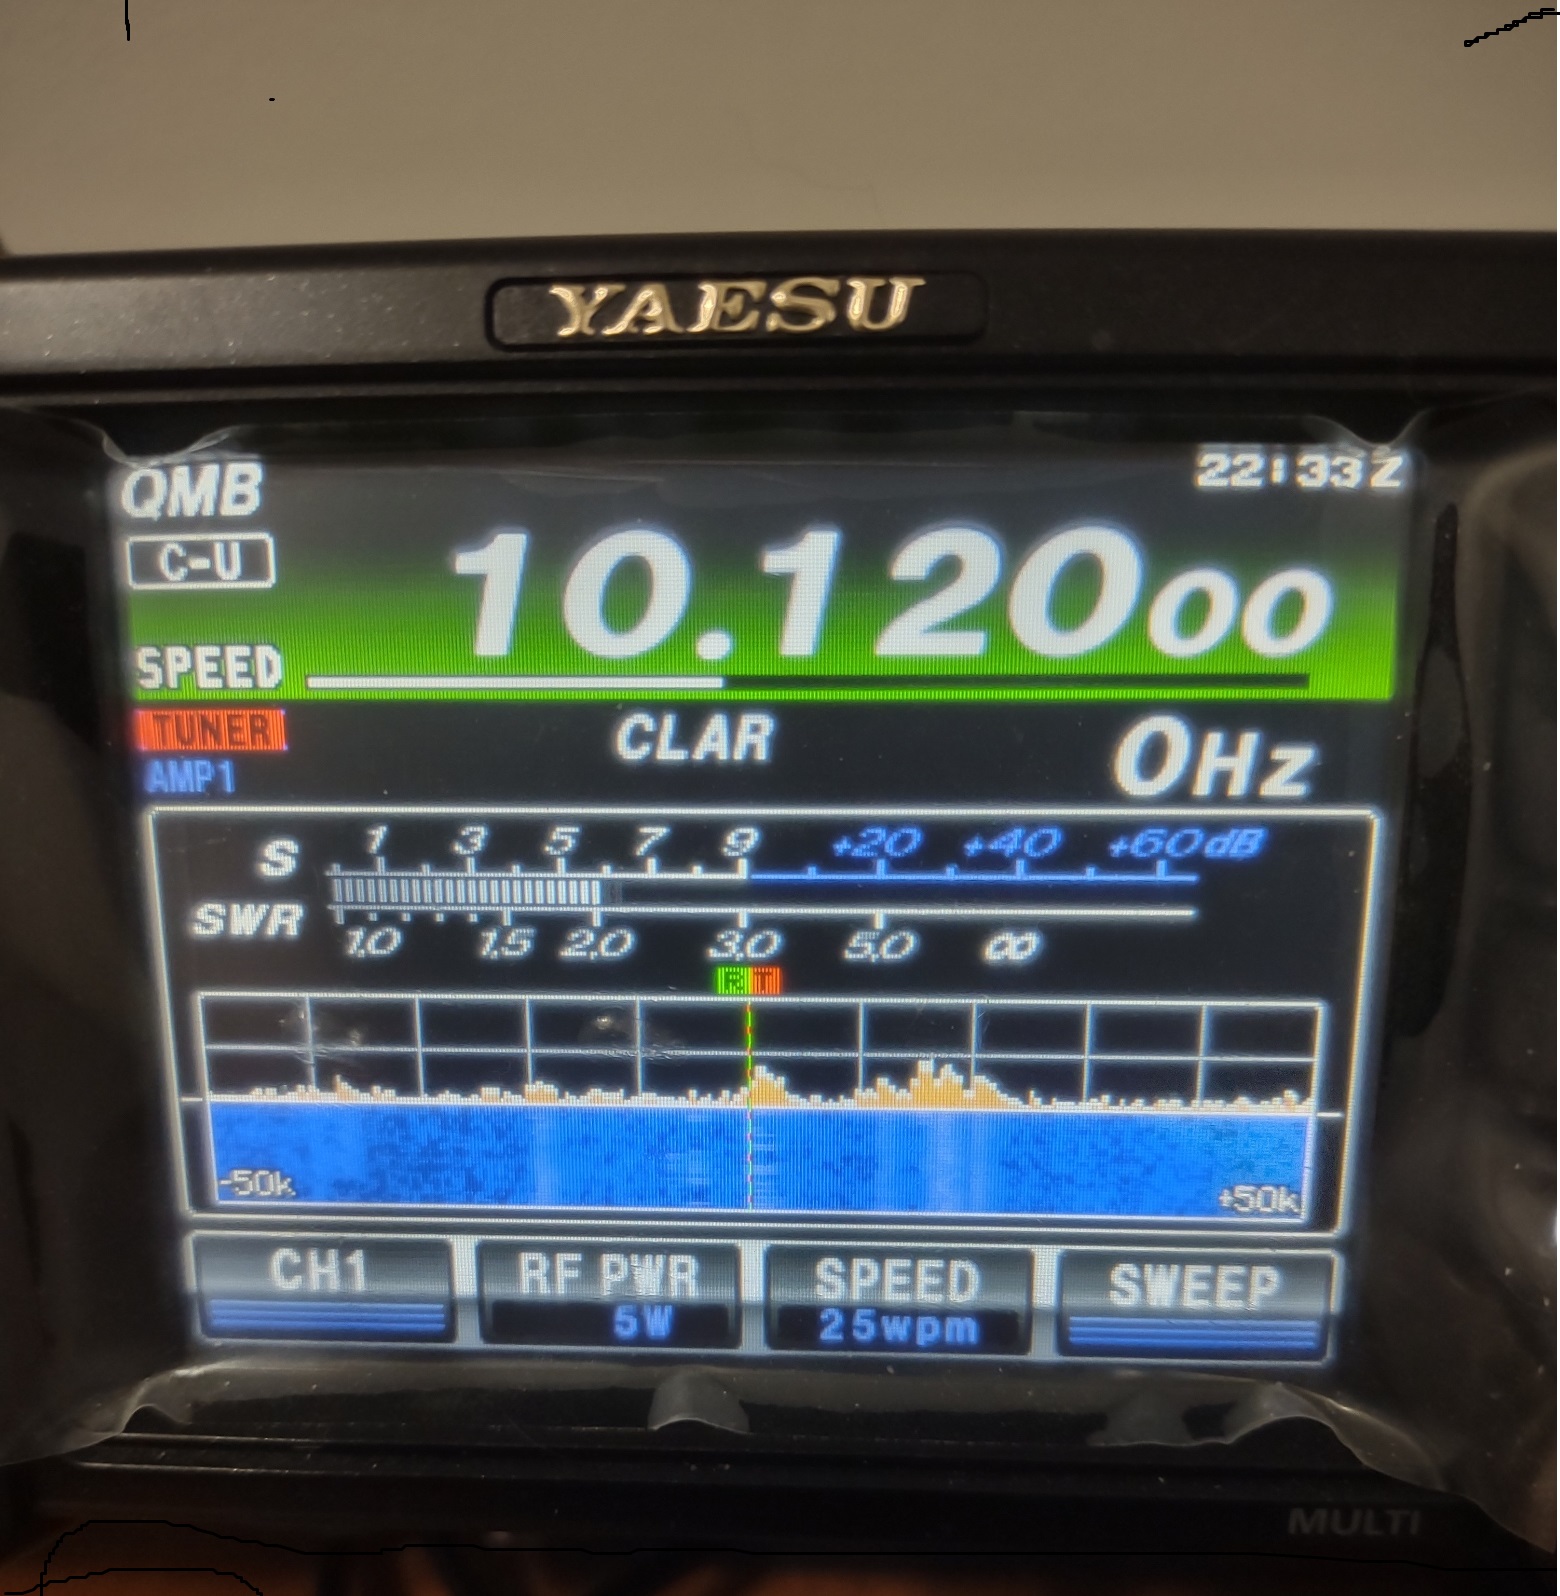 YAESU
QMB 22:33Z
C-U 10.12000
SPEED
TUNER CLAR 0Hz
AMP1
S 1 3 5 7 9 +20 +40 +60dB
SWR 1.0 1.5 2.0 3.0 5.0 ∞
R T
-50k +50k
CH1 RF PWR SPEED SWEEP
5W 25wpm
MULTI